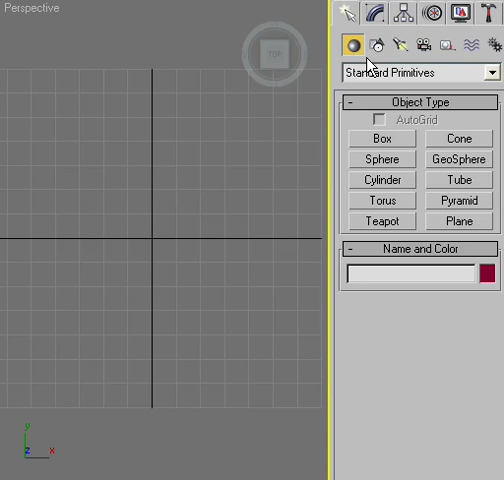 Perspective
TOP
Standard Primitives
- Object Type
AutoGrid
Box Cone
Sphere GeoSphere
Cylinder Tube
Torus Pyramid
Teapot Plane
- Name and Color
y
z x